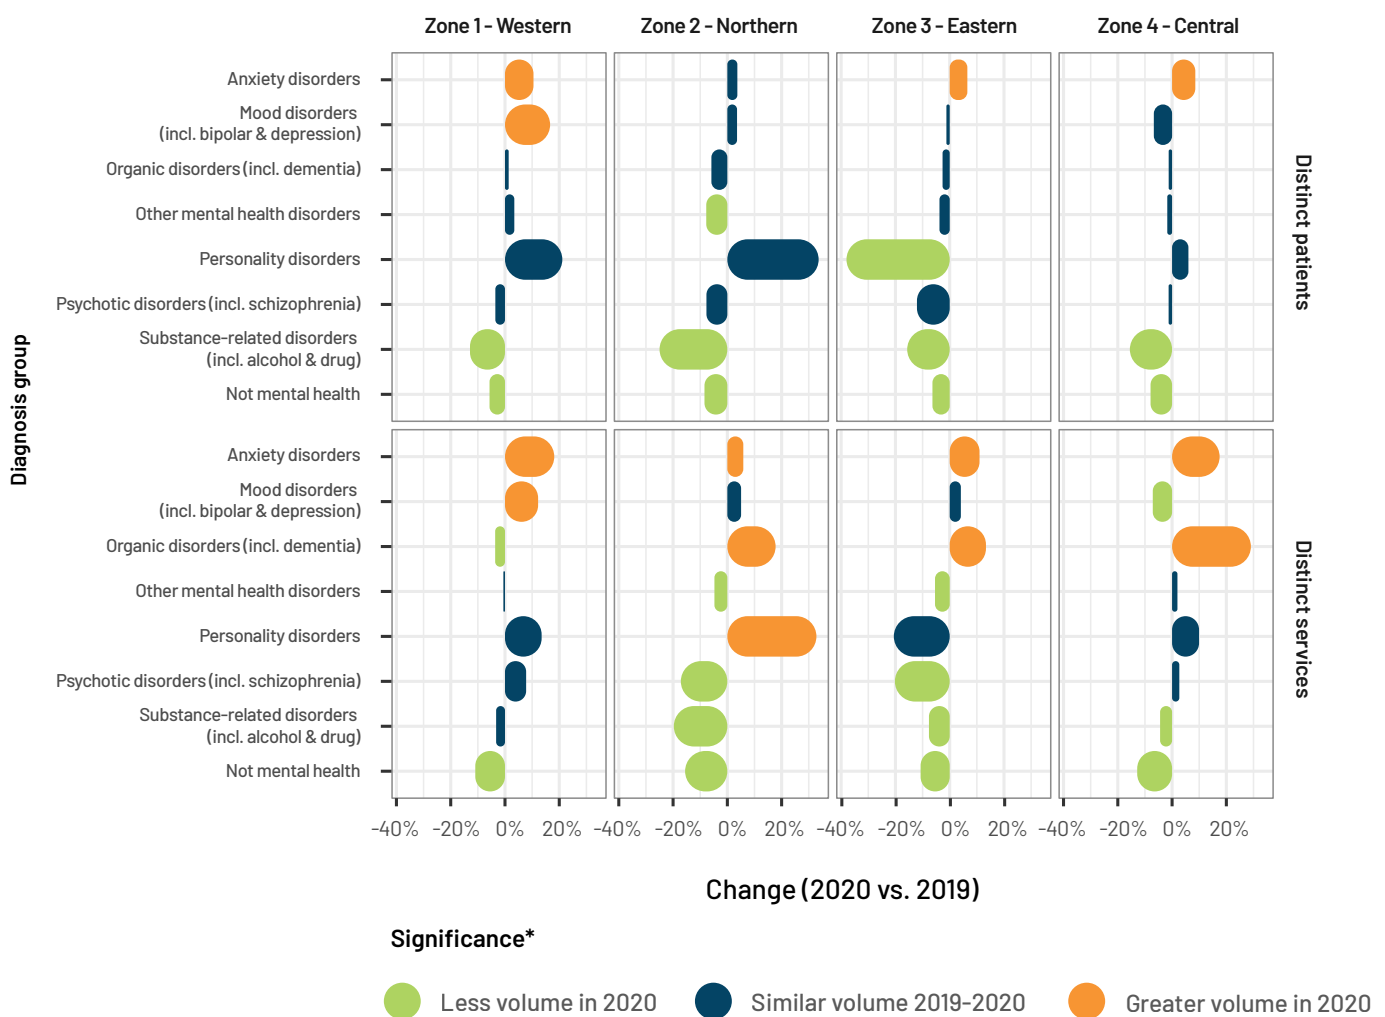 Zone 1 - Western Zone 2 - Northern Zone 3 - Eastern Zone 4 - Central
Diagnosis group
Anxiety disorders
Mood disorders
(incl. bipolar & depression)
Organic disorders (incl. dementia)
Other mental health disorders
Personality disorders
Psychotic disorders (incl. schizophrenia)
Substance-related disorders
(incl. alcohol & drug)
Not mental health
Distinct patients
Anxiety disorders
Mood disorders
(incl. bipolar & depression)
Organic disorders (incl. dementia)
Other mental health disorders
Personality disorders
Psychotic disorders (incl. schizophrenia)
Substance-related disorders
(incl. alcohol & drug)
Not mental health
Distinct services
-40% -20% 0% 20% -40% -20% 0% 20% -40% -20% 0% 20% -40% -20% 0% 20%
Change (2020 vs. 2019)
Significance*
Less volume in 2020 Similar volume 2019-2020 Greater volume in 2020